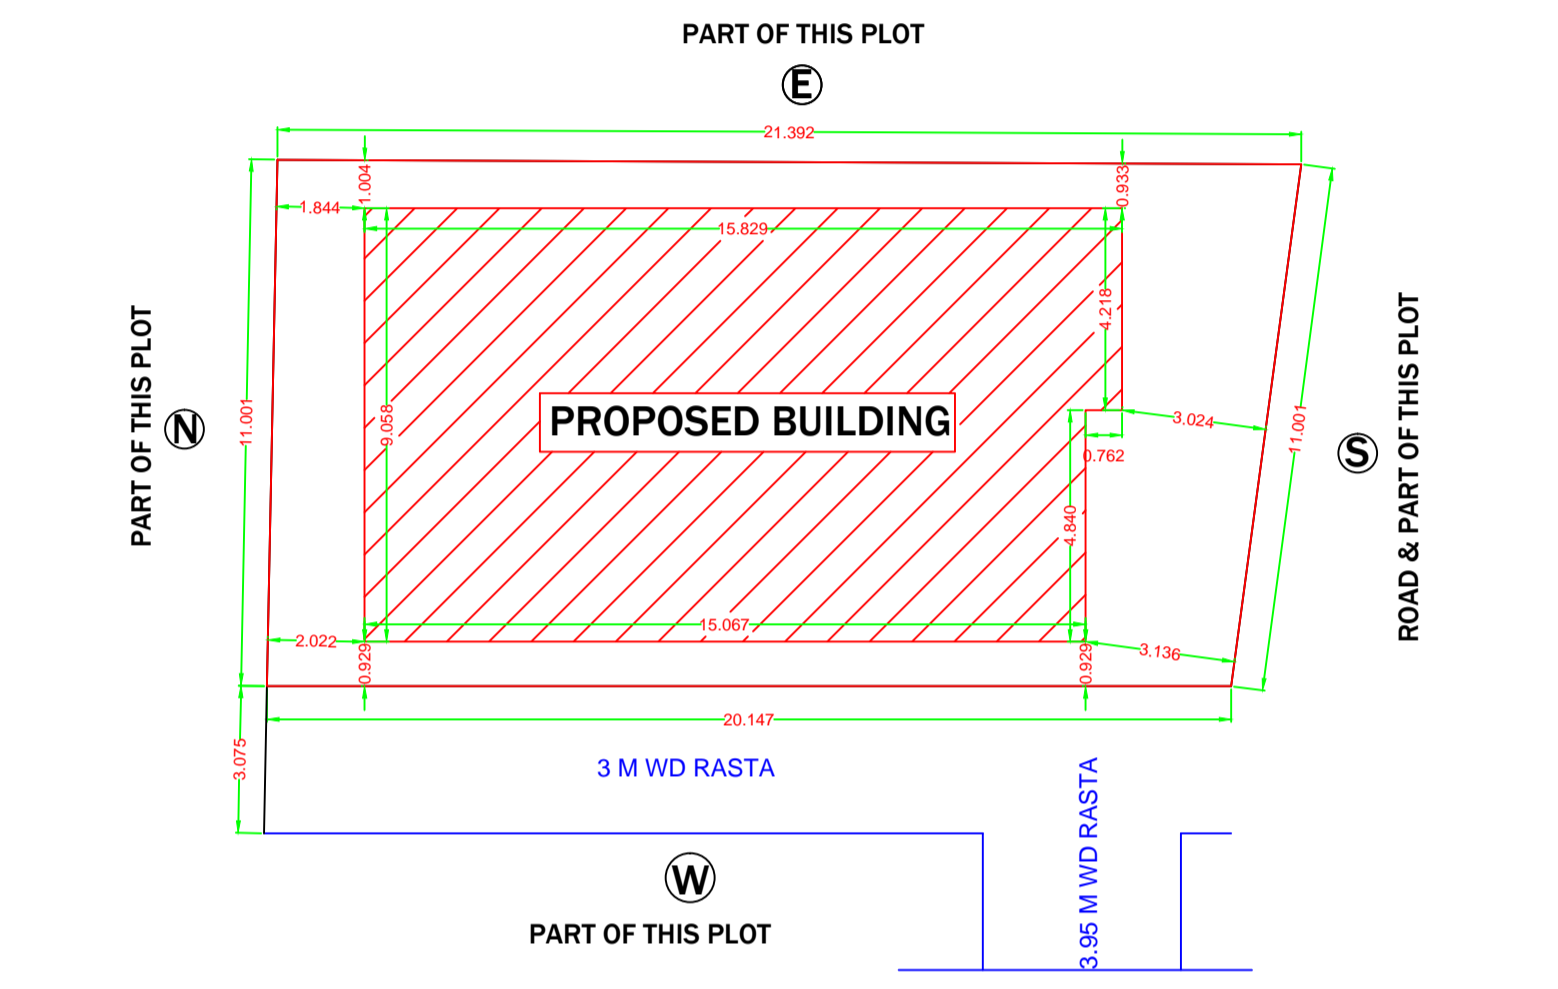 PART OF THIS PLOT
E
21.392
1.004
0.933
1.844
15.829
4.218
PART OF THIS PLOT
N
11.001
9.058
PROPOSED BUILDING
3.024
0.762
11.001
S
ROAD & PART OF THIS PLOT
4.840
15.067
2.022
0.929
0.929
3.136
20.147
3.075
3 M WD RASTA
3.95 M WD RASTA
W
PART OF THIS PLOT